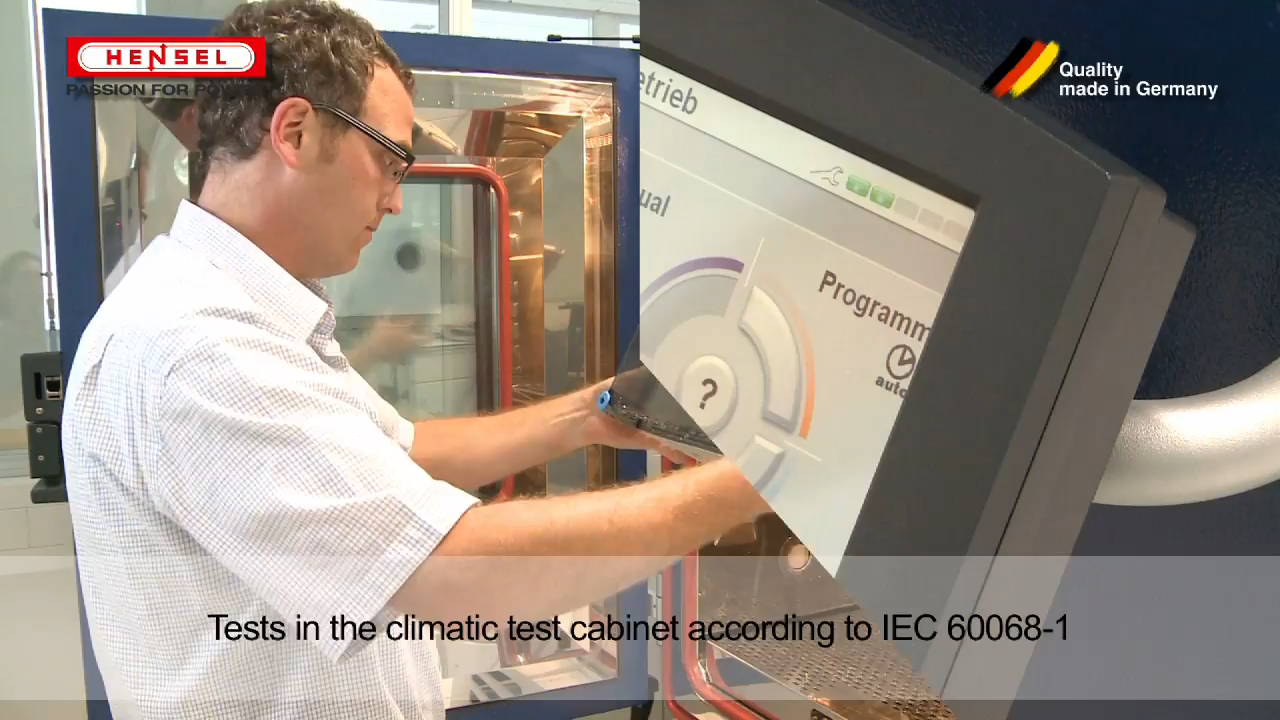 HENSEL
PASSION FOR POWER
Quality
made in Germany
etrieb
ual
Programm
auto
?
Tests in the climatic test cabinet according to IEC 60068-1